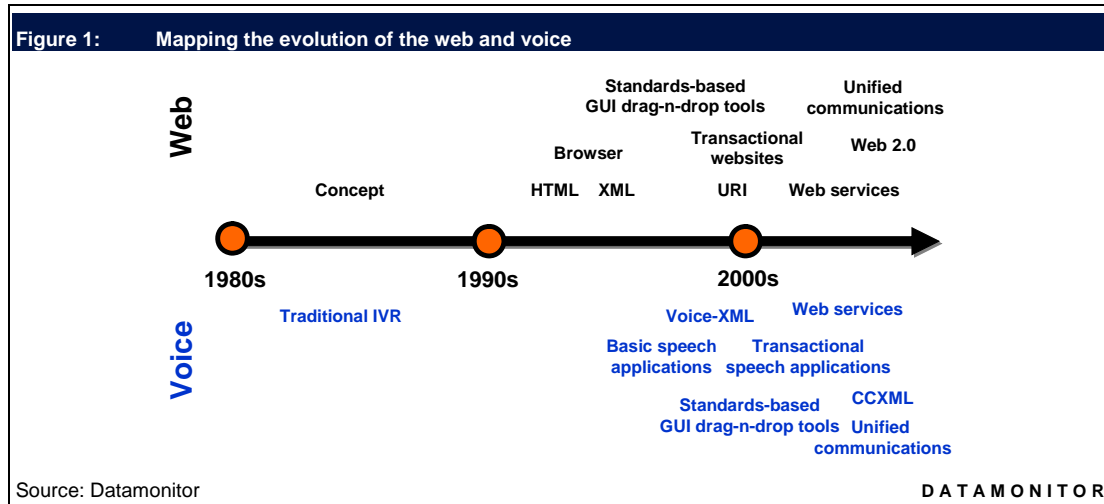 Figure 1: Mapping the evolution of the web and voice
Web
Standards-based
GUI drag-n-drop tools
Unified
communications
Browser
Transactional
websites
Web 2.0
Concept
HTML XML
URI
Web services
1980s 1990s 2000s
Voice
Traditional IVR
Voice-XML
Web services
Basic speech
applications
Transactional
speech applications
Standards-based
GUI drag-n-drop tools
CCXML
Unified
communications
Source: Datamonitor
DATAMONITOR